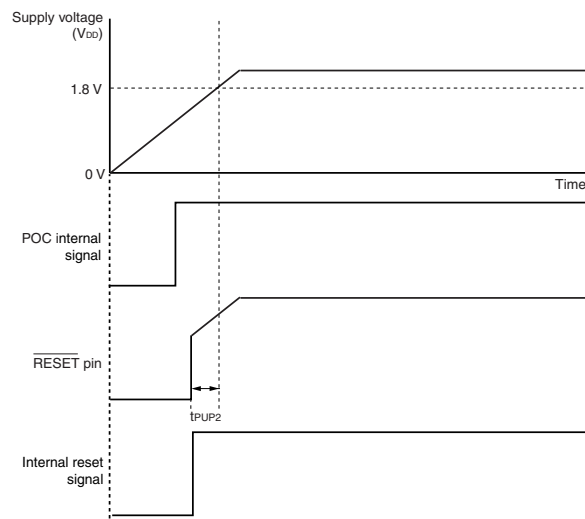 Supply voltage
(VDD)
1.8 V
0 V
Time
POC internal
signal
RESET pin
tPUP2
Internal reset
signal